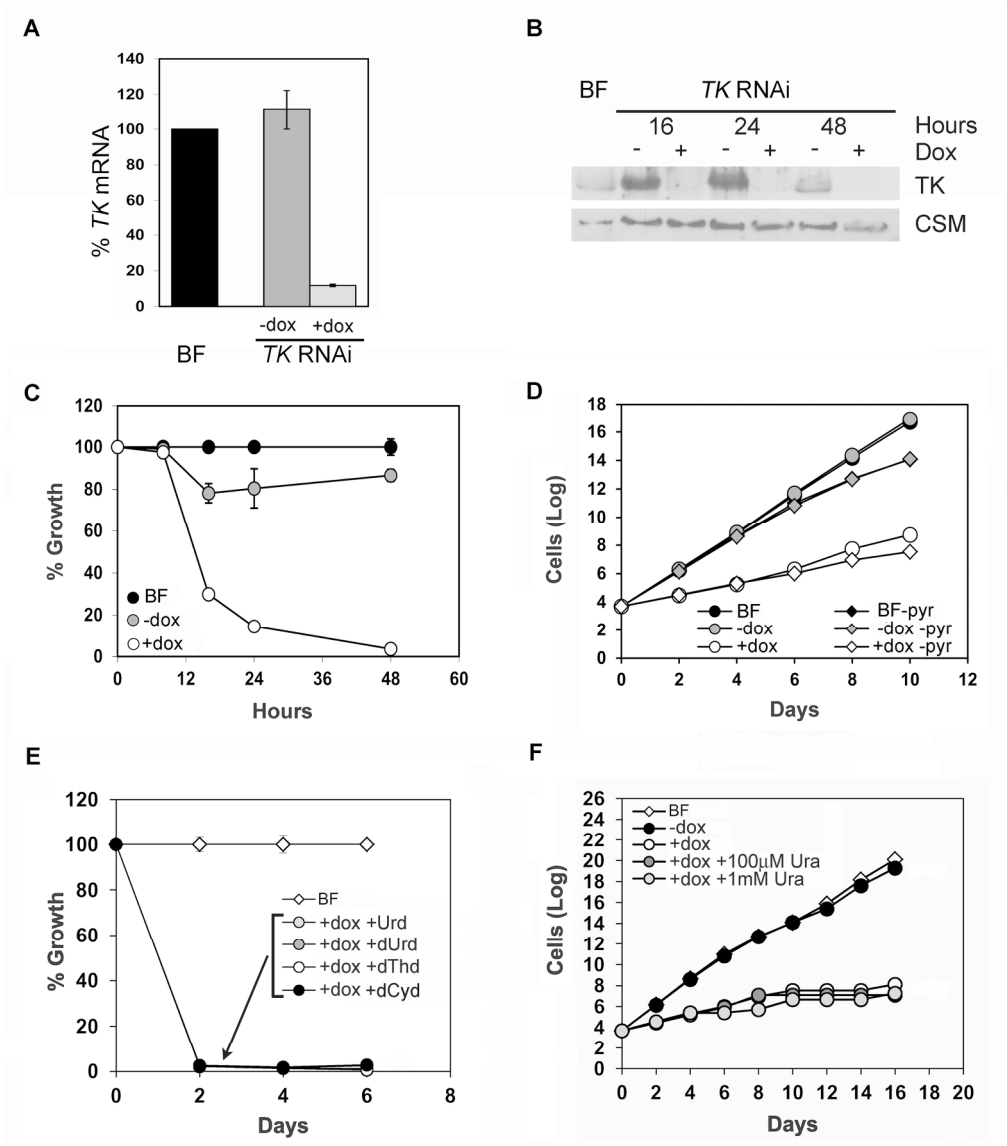 A
140
120
100
80
60
40
20
0
% TK mRNA
-dox +dox
BF TK RNAi
B
BF TK RNAi
16 24 48 Hours
- + - + - + Dox
TK
CSM
C
120
100
80
60
40
20
0
% Growth
BF
-dox
+dox
0 12 24 36 48 60
Hours
D
18
16
14
12
10
8
6
4
2
0
Cells (Log)
BF BF-pyr
-dox -dox -pyr
+dox +dox -pyr
0 2 4 6 8 10 12
Days
E
120
100
80
60
40
20
0
% Growth
BF
+dox +Urd
+dox +dUrd
+dox +dThd
+dox +dCyd
0 2 4 6 8
Days
F
26
24
22
20
18
16
14
12
10
8
6
4
2
0
Cells (Log)
BF
-dox
+dox
+dox +100µM Ura
+dox +1mM Ura
0 2 4 6 8 10 12 14 16 18 20
Days